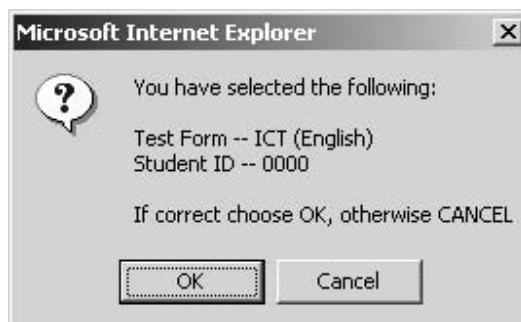 Microsoft Internet Explorer
You have selected the following:
Test Form -- ICT (English)
Student ID -- 0000
If correct choose OK, otherwise CANCEL
OK
Cancel